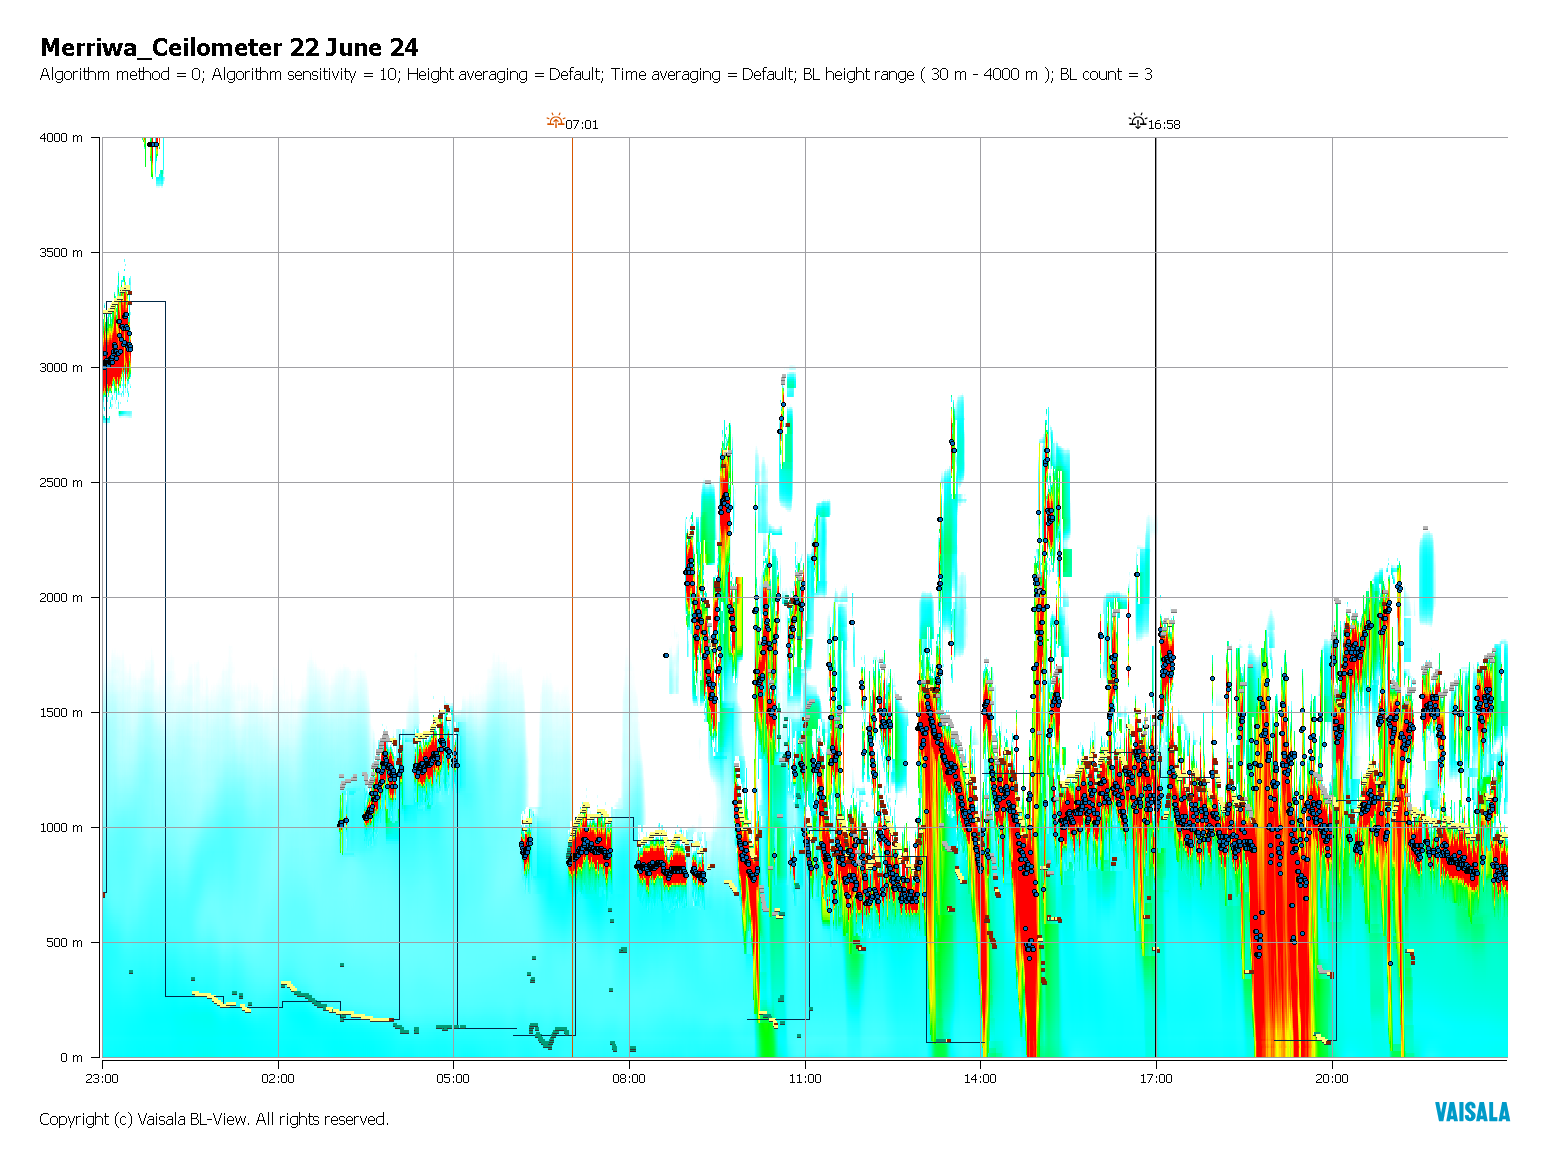 Merriwa_Ceilometer 22 June 24
Algorithm method = 0; Algorithm sensitivity = 10; Height averaging = Default; Time averaging = Default; BL height range ( 30 m - 4000 m ); BL count = 3
07:01
16:58
4000 m
3500 m
3000 m
2500 m
2000 m
1500 m
1000 m
500 m
0 m
23:00
02:00
05:00
08:00
11:00
14:00
17:00
20:00
Copyright (c) Vaisala BL-View. All rights reserved.
VAISALA